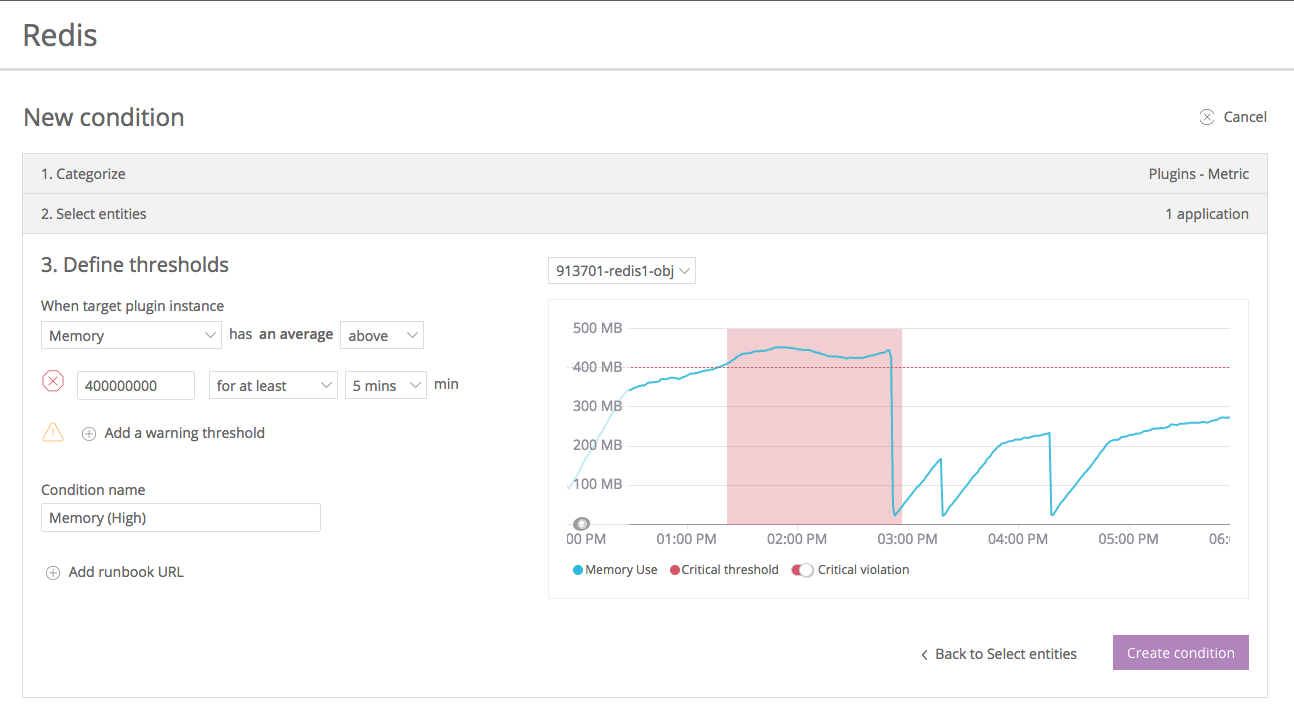 Redis
New condition
Cancel
1. Categorize
Plugins - Metric
2. Select entities
1 application
3. Define thresholds
When target plugin instance
Memory has an average above
400000000 for at least 5 mins min
Add a warning threshold
Condition name
Memory (High)
Add runbook URL
913701-redis1-obj
500 MB
400 MB
300 MB
200 MB
100 MB
00 PM 01:00 PM 02:00 PM 03:00 PM 04:00 PM 05:00 PM 06:
Memory Use Critical threshold Critical violation
Back to Select entities
Create condition